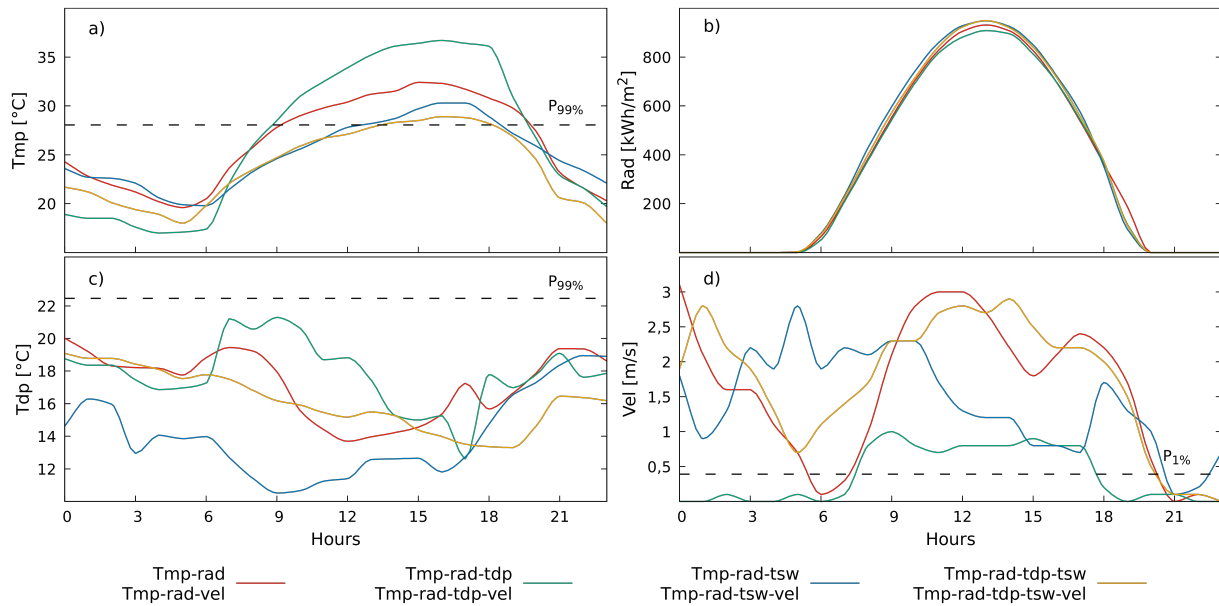 a)
35
30
25
20
Tmp [°C]
P99%
b)
800
600
400
200
Rad [kWh/m2]
c)
22
20
18
16
14
12
Tdp [°C]
P99%
0 3 6 9 12 15 18 21
Hours
d)
3
2,5
2
1,5
1
0,5
Vel [m/s]
P1%
0 3 6 9 12 15 18 21
Hours
Tmp-rad
Tmp-rad-vel
Tmp-rad-tdp
Tmp-rad-tdp-vel
Tmp-rad-tsw
Tmp-rad-tsw-vel
Tmp-rad-tdp-tsw
Tmp-rad-tdp-tsw-vel